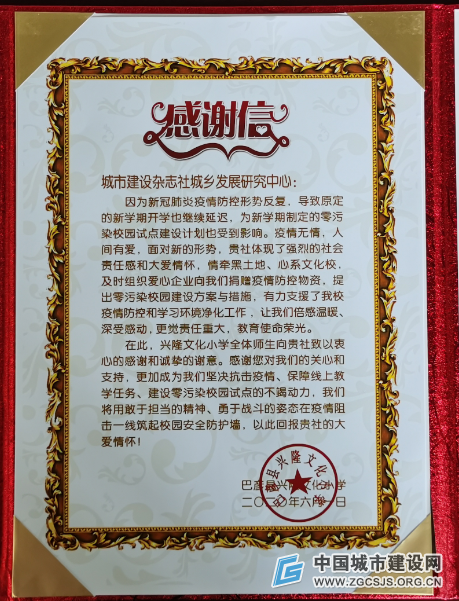 感谢信
城市建设杂志社城乡发展研究中心：
因为新冠肺炎疫情防控形势反复，导致原定
的新学期开学也继续延迟，为新学期制定的零污
染校园试点建设计划也受到影响。疫情无情，人
间有爱，面对新的形势，贵社体现了强烈的社会
责任感和大爱情怀，情牵黑土地、心系文化校，
及时组织爱心企业向我们捐赠疫情防控物资，提
出零污染校园建设方案与措施，有力支援了我校
疫情防控和学习环境净化工作，让我们倍感温暖、
深受感动，更觉责任重大，教育使命荣光。
在此，兴隆文化小学全体师生向贵社致以衷
心的感谢和诚挚的谢意。感谢您对我们的关心和
支持，更加成为我们坚决抗击疫情、保障线上教
学任务、建设零污染校园试点的不竭动力，我们
将用敢于担当的精神、勇于战斗的姿态在疫情阻
击一线筑起校园安全防护墙，以此回报贵社的大
爱情怀！
巴彦县兴隆文化小学
二〇二〇年六月 日
中国城市建设网
WWW.ZGCSJS.ORG.CN